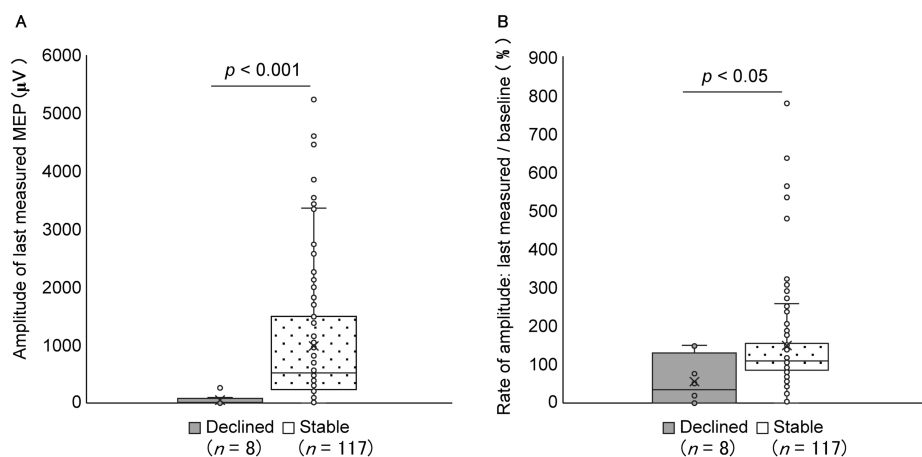 A
Amplitude of last measured MEP (μV)
6000
5000
4000
3000
2000
1000
0
p < 0.001
Declined Stable
(n = 8) (n = 117)
B
Rate of amplitude: last measured / baseline (%)
900
800
700
600
500
400
300
200
100
0
p < 0.05
Declined Stable
(n = 8) (n = 117)